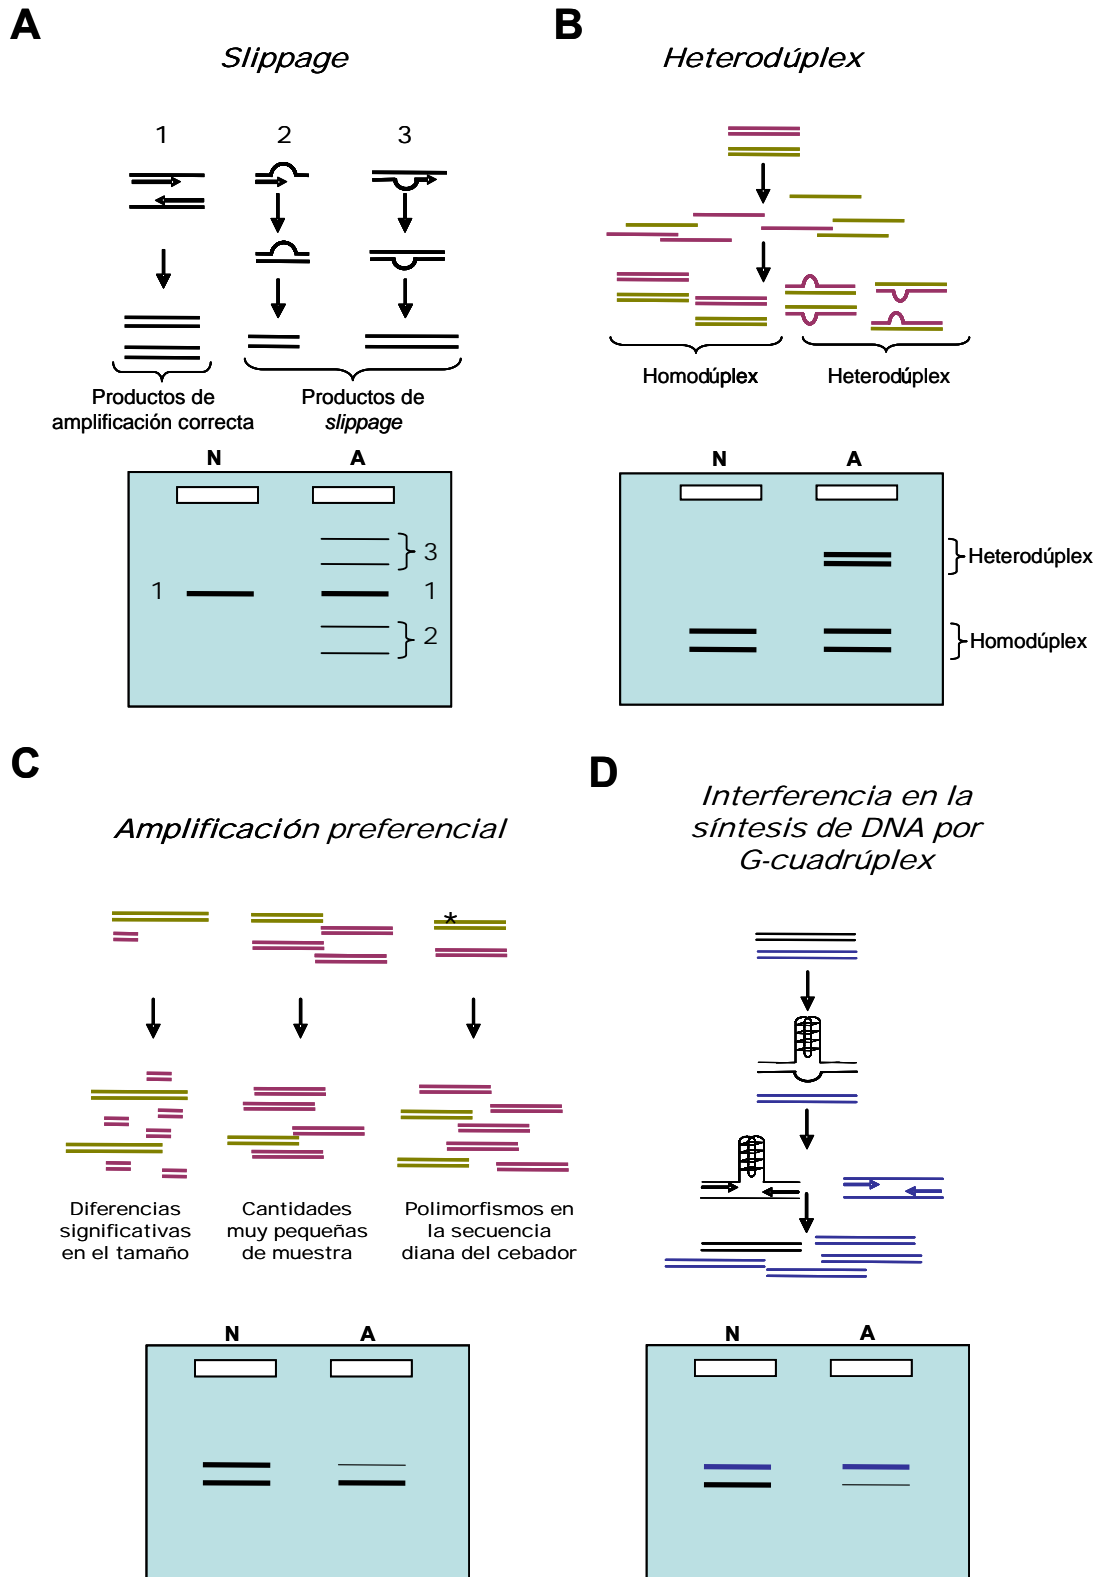 A
Slippage
1 2 3
Productos de
amplificación correcta
Productos de
slippage
N A
3
1 1
2
B
Heterodúplex
Homodúplex
Heterodúplex
N A
Heterodúplex
Homodúplex
C
Amplificación preferencial
*
Diferencias
significativas
en el tamaño
Cantidades
muy pequeñas
de muestra
Polimorfismos en
la secuencia
diana del cebador
N A
D
Interferencia en la
síntesis de DNA por
G-cuadrúplex
N A